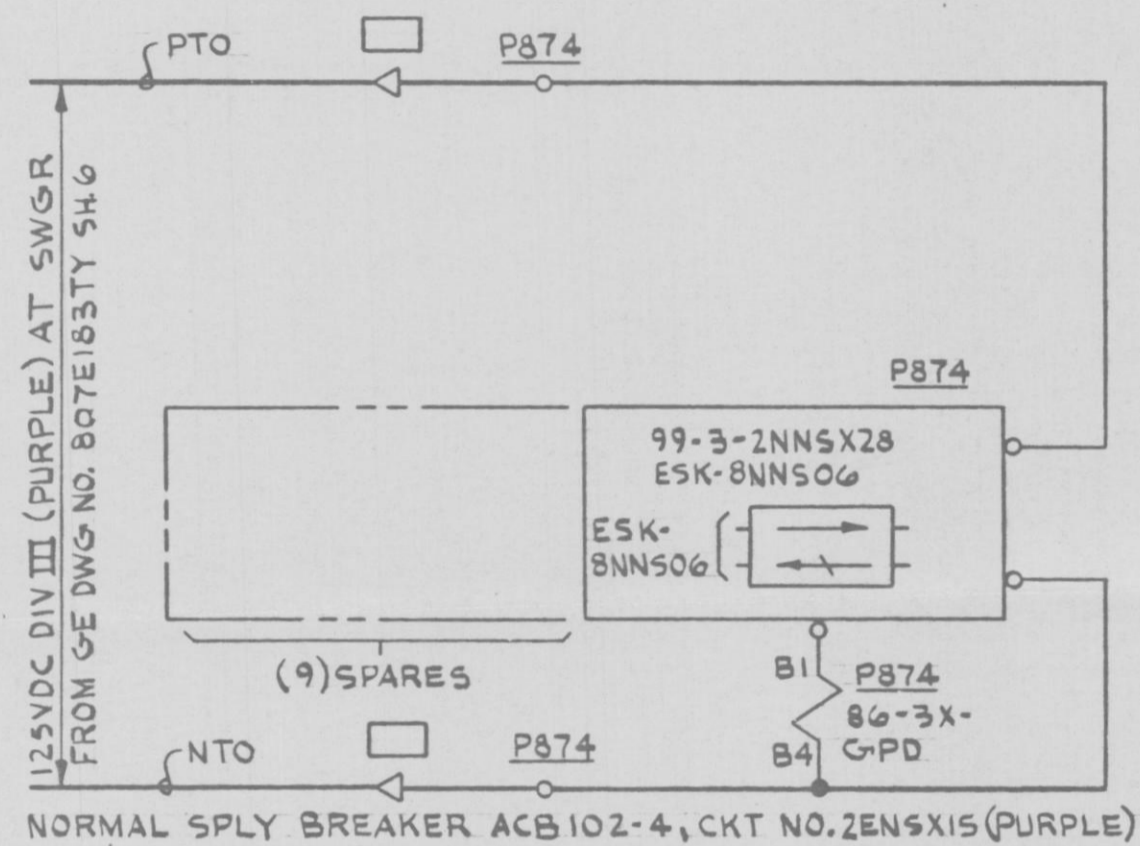 PTO
P874
125VDC DIV III (PURPLE) AT SWGR
FROM GE DWG NO. 807E183TY SH.6
P874
99-3-2NNSX28
ESK-8NNS06
ESK-
8NNS06
(9) SPARES
B1
P874
86-3X-
GPD
B4
NTO
P874
NORMAL SPLY BREAKER ACB102-4, CKT NO.2ENSX15(PURPLE)